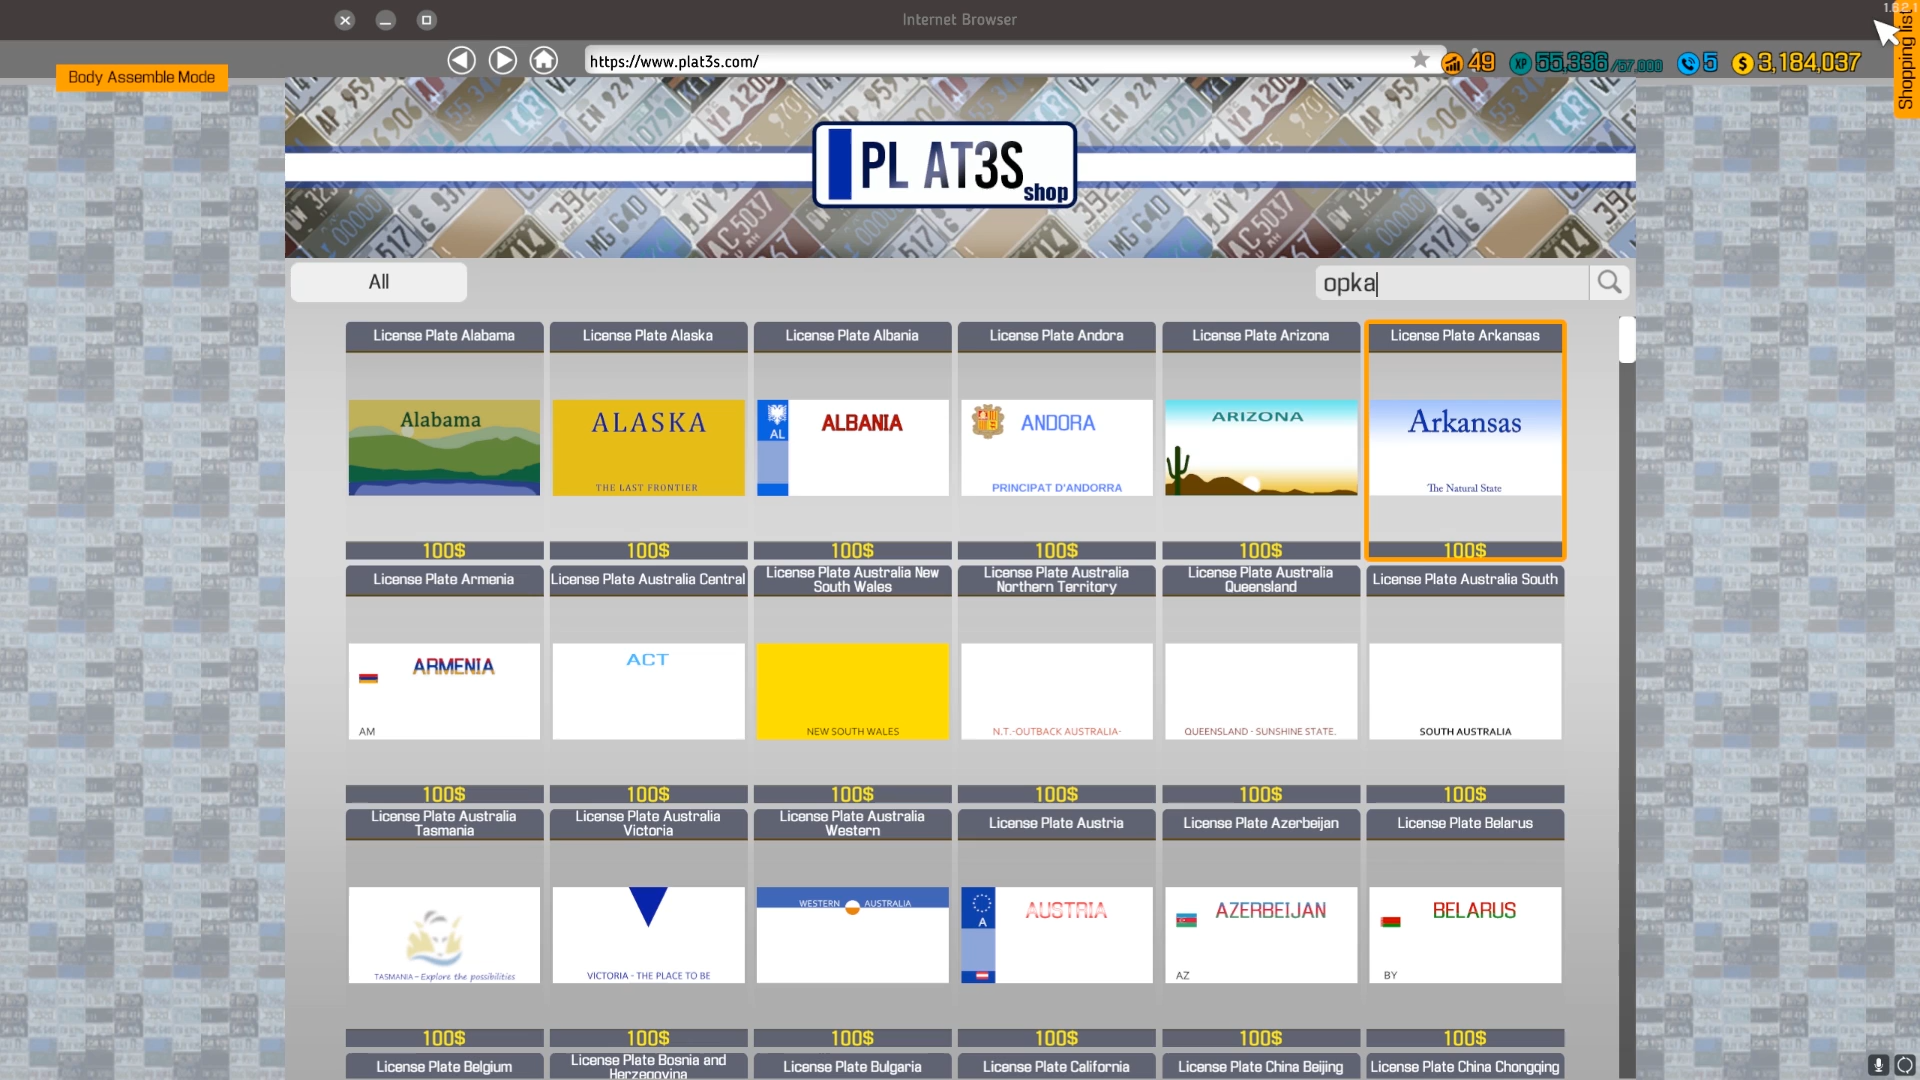 Internet Browser
1.6.2.1
Shopping list
Body Assemble Mode
https://www.plat3s.com/
49
XP 55,336 /57,000
5
$ 3,184,037
PL AT3S
shop
All
opka
License Plate Alabama
License Plate Alaska
License Plate Albania
License Plate Andora
License Plate Arizona
License Plate Arkansas
Alabama
ALASKA
THE LAST FRONTIER
AL
ALBANIA
ANDORA
PRINCIPAT D'ANDORRA
ARIZONA
Arkansas
The Natural State
100$
100$
100$
100$
100$
100$
License Plate Armenia
License Plate Australia Central
License Plate Australia New
South Wales
License Plate Australia
Northern Territory
License Plate Australia
Queensland
License Plate Australia South
ARMENIA
AM
ACT
NEW SOUTH WALES
N.T.-OUTBACK AUSTRALIA-
QUEENSLAND - SUNSHINE STATE.
SOUTH AUSTRALIA
100$
100$
100$
100$
100$
100$
License Plate Australia
Tasmania
License Plate Australia
Victoria
License Plate Australia
Western
License Plate Austria
License Plate Azerbeijan
License Plate Belarus
TASMANIA - Explore the possibilities
VICTORIA - THE PLACE TO BE
WESTERN AUSTRALIA
A
AUSTRIA
AZERBEIJAN
AZ
BELARUS
BY
100$
100$
100$
100$
100$
100$
License Plate Belgium
License Plate Bosnia and
Herzegovina
License Plate Bulgaria
License Plate California
License Plate China Beijing
License Plate China Chongqing